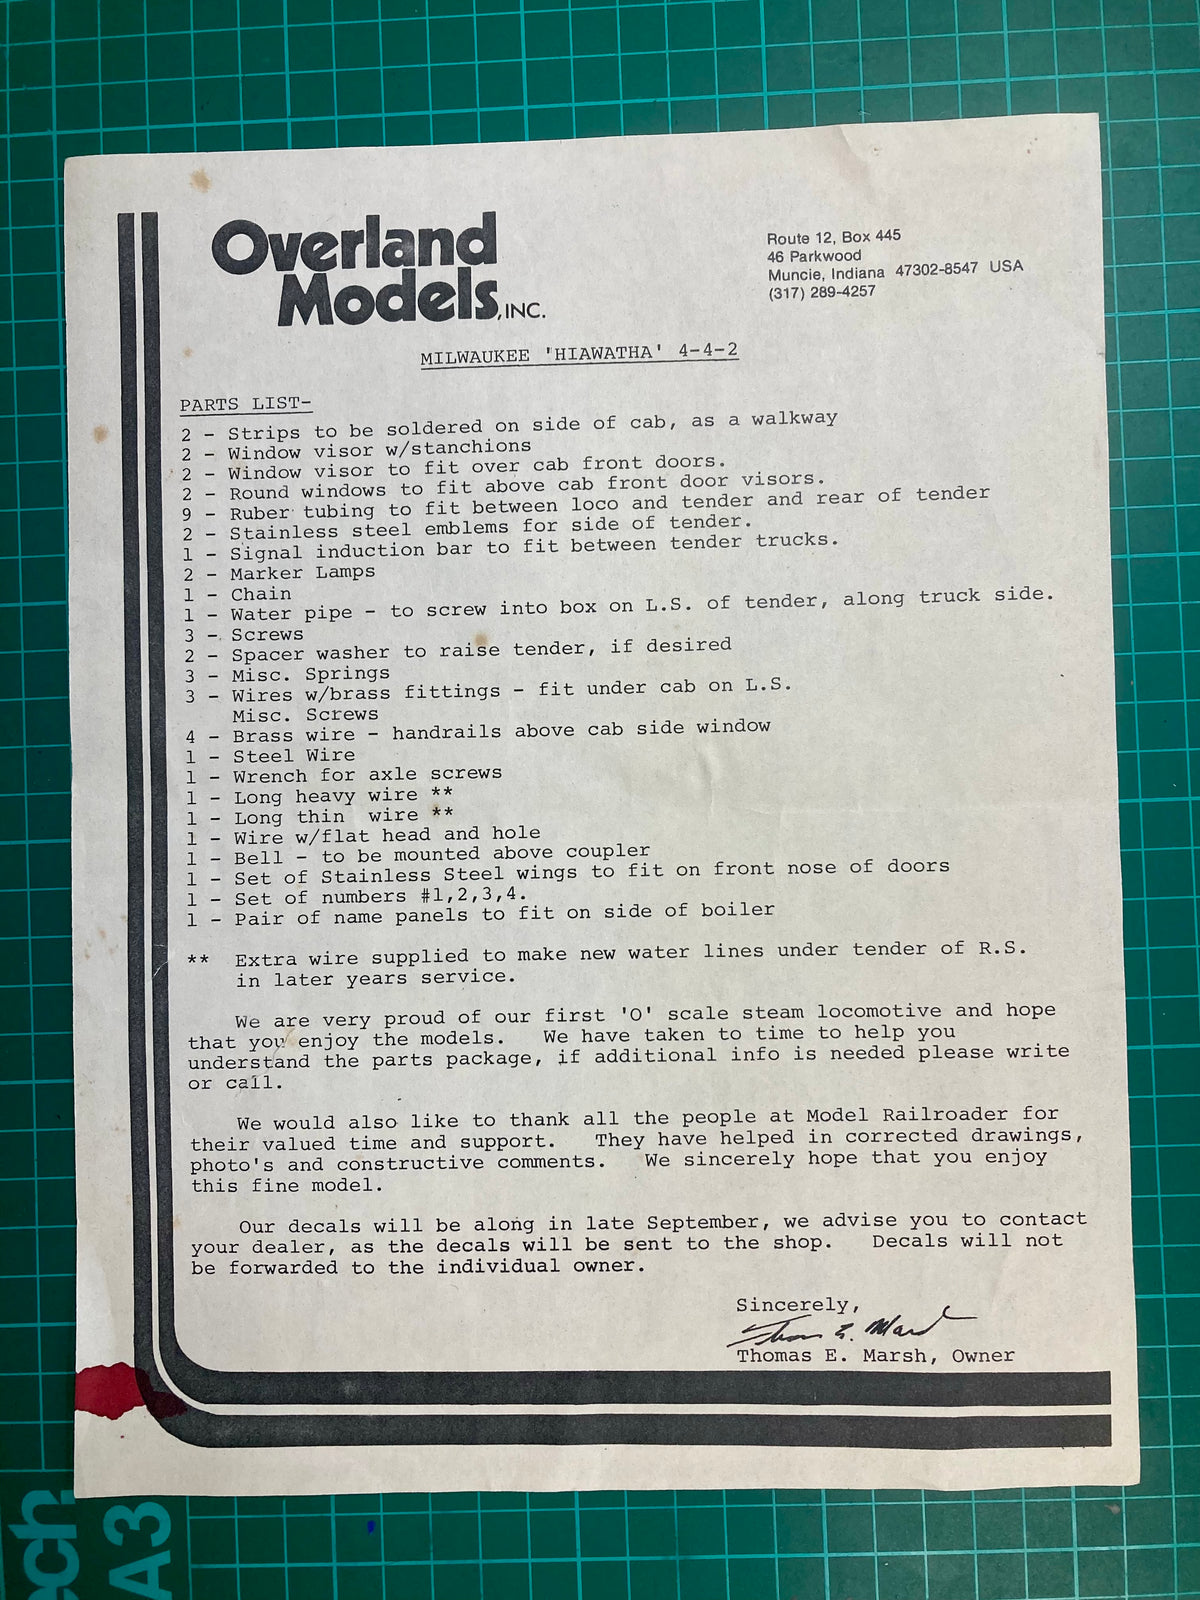 Overland
Models, INC.
Route 12, Box 445
46 Parkwood
Muncie, Indiana 47302-8547 USA
(317) 289-4257
MILWAUKEE 'HIAWATHA' 4-4-2
PARTS LIST-
2 - Strips to be soldered on side of cab, as a walkway
2 - Window visor w/stanchions
2 - Window visor to fit over cab front doors.
2 - Round windows to fit above cab front door visors.
9 - Ruber tubing to fit between loco and tender and rear of tender
2 - Stainless steel emblems for side of tender.
1 - Signal induction bar to fit between tender trucks.
2 - Marker Lamps
1 - Chain
1 - Water pipe - to screw into box on L.S. of tender, along truck side.
3 - Screws
2 - Spacer washer to raise tender, if desired
3 - Misc. Springs
3 - Wires w/brass fittings - fit under cab on L.S.
Misc. Screws
4 - Brass wire - handrails above cab side window
1 - Steel Wire
1 - Wrench for axle screws
1 - Long heavy wire **
1 - Long thin wire **
1 - Wire w/flat head and hole
1 - Bell - to be mounted above coupler
1 - Set of Stainless Steel wings to fit on front nose of doors
1 - Set of numbers #1,2,3,4.
1 - Pair of name panels to fit on side of boiler
** Extra wire supplied to make new water lines under tender of R.S.
in later years service.
We are very proud of our first 'O' scale steam locomotive and hope
that you enjoy the models. We have taken to time to help you
understand the parts package, if additional info is needed please write
or call.
We would also like to thank all the people at Model Railroader for
their valued time and support. They have helped in corrected drawings,
photo's and constructive comments. We sincerely hope that you enjoy
this fine model.
Our decals will be along in late September, we advise you to contact
your dealer, as the decals will be sent to the shop. Decals will not
be forwarded to the individual owner.
Sincerely,
Thomas E. Marsh, Owner
ech
A3